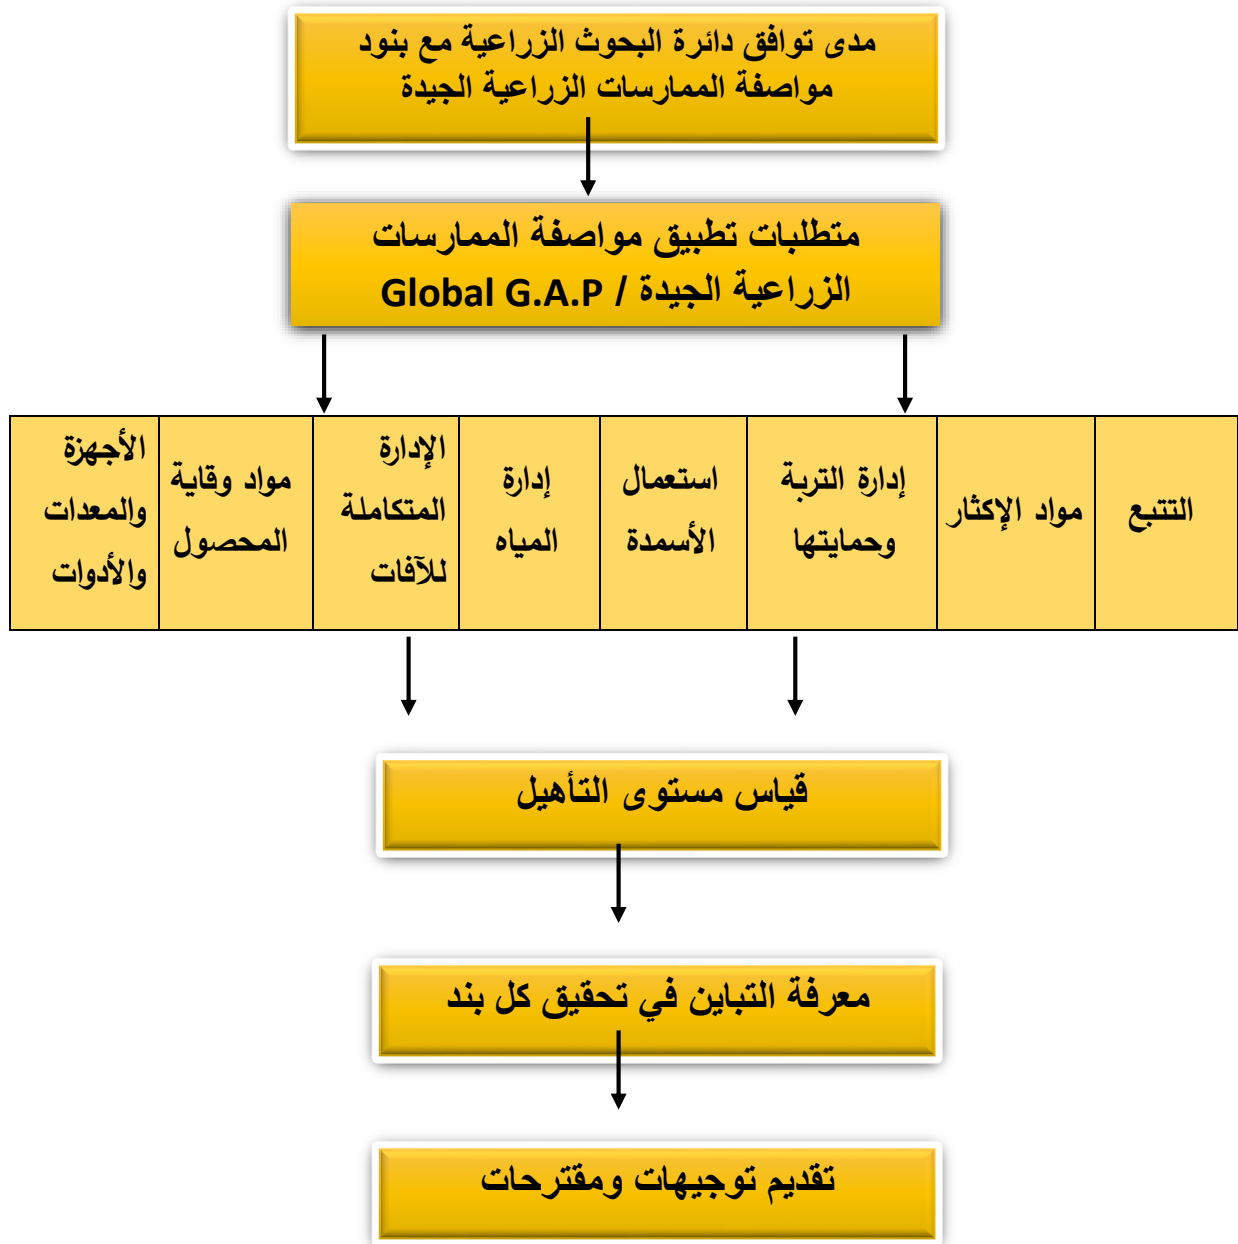 مدى توافق دائرة البحوث الزراعية مع بنود
مواصفة الممارسات الزراعية الجيدة
متطلبات تطبيق مواصفة الممارسات
الزراعية الجيدة / Global G.A.P
التتبع
مواد الإكثار
إدارة التربة
وحمايتها
استعمال
الأسمدة
إدارة
المياه
الإدارة
المتكاملة
للآفات
مواد وقاية
المحصول
الأجهزة
والمعدات
والأدوات
قياس مستوى التأهيل
معرفة التباين في تحقيق كل بند
تقديم توجيهات ومقترحات